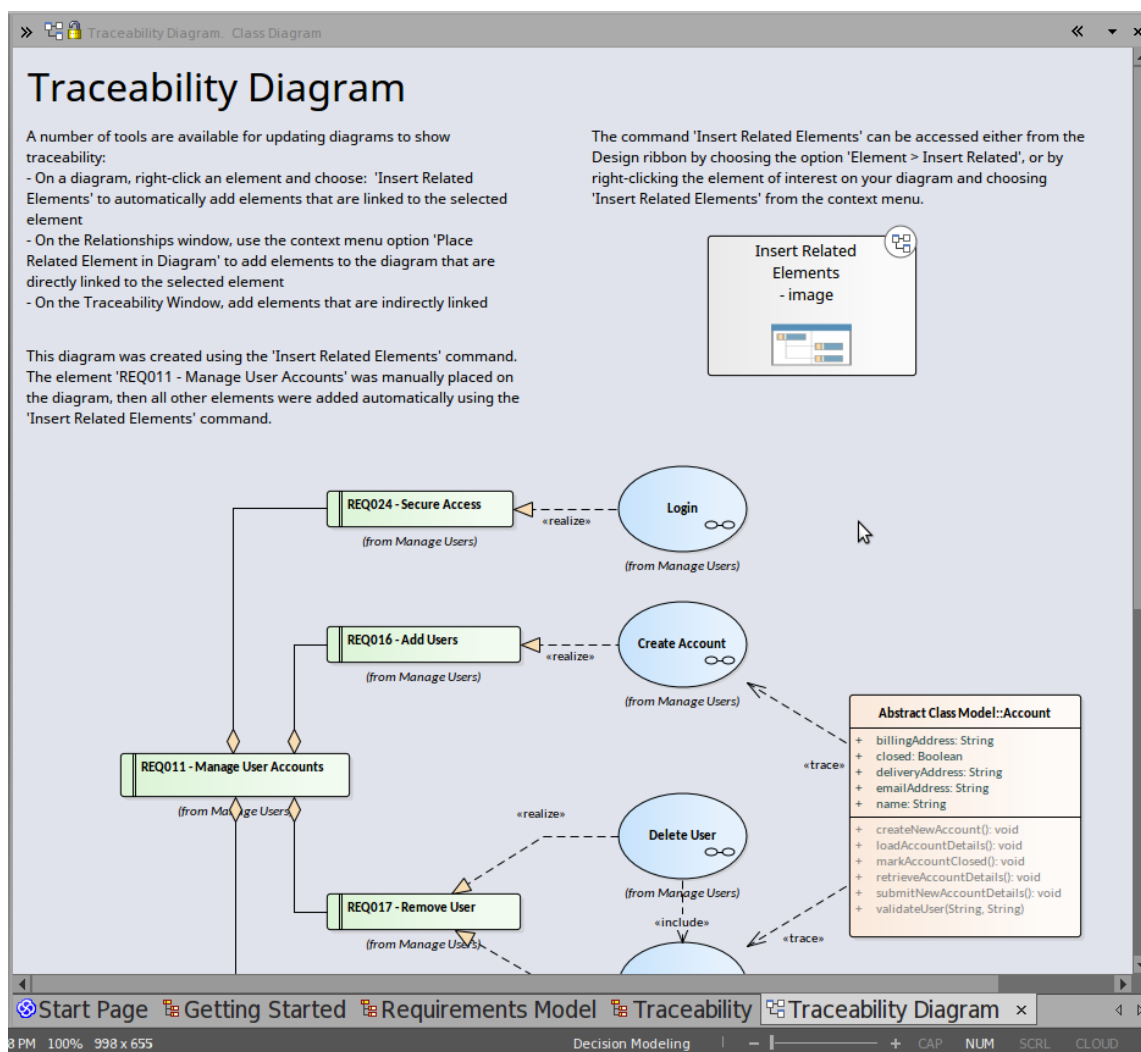 Traceability Diagram.  Class Diagram
Traceability Diagram
A number of tools are available for updating diagrams to show
traceability:
- On a diagram, right-click an element and choose:  'Insert Related
Elements' to automatically add elements that are linked to the selected
element
- On the Relationships window, use the context menu option 'Place
Related Element in Diagram' to add elements to the diagram that are
directly linked to the selected element
- On the Traceability Window, add elements that are indirectly linked
This diagram was created using the 'Insert Related Elements' command.
The element 'REQ011 - Manage User Accounts' was manually placed on
the diagram, then all other elements were added automatically using the
'Insert Related Elements' command.
The command 'Insert Related Elements' can be accessed either from the
Design ribbon by choosing the option 'Element > Insert Related', or by
right-clicking the element of interest on your diagram and choosing
'Insert Related Elements' from the context menu.
Insert Related
Elements
- image
REQ024 - Secure Access
(from Manage Users)
«realize»
Login
(from Manage Users)
REQ016 - Add Users
(from Manage Users)
«realize»
Create Account
(from Manage Users)
Abstract Class Model::Account
+ billingAddress: String
+ closed: Boolean
+ deliveryAddress: String
+ emailAddress: String
+ name: String
+ createNewAccount(): void
+ loadAccountDetails(): void
+ markAccountClosed(): void
+ retrieveAccountDetails(): void
+ submitNewAccountDetails(): void
+ validateUser(String, String)
«trace»
REQ011 - Manage User Accounts
(from Manage Users)
«realize»
Delete User
(from Manage Users)
REQ017 - Remove User
(from Manage Users)
«include»
«trace»
Start Page Getting Started Requirements Model Traceability Traceability Diagram ×
8 PM 100% 998 x 655 Decision Modeling − + CAP NUM SCRL CLOUD